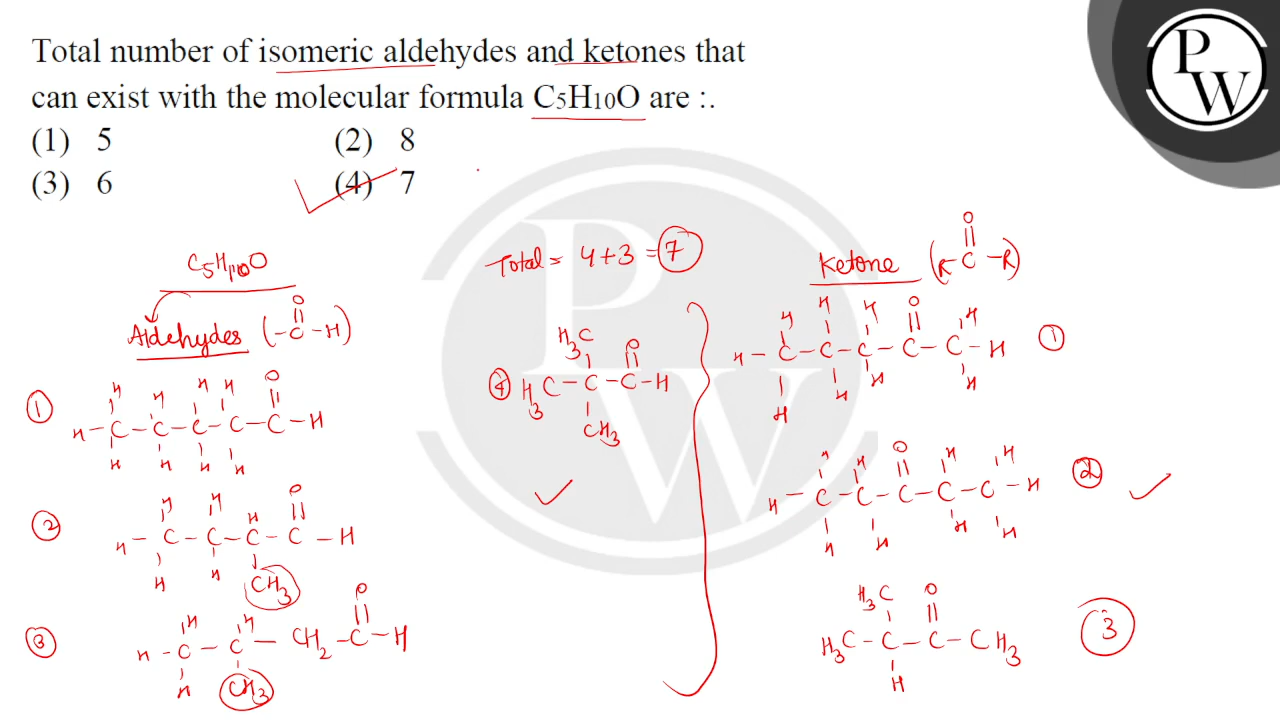 Total number of isomeric aldehydes and ketones that
can exist with the molecular formula C5H10O are :.
(1) 5 (2) 8
(3) 6 (4) 7
P
W
C5H10O
Aldehydes (-C-H)
O
Total = 4+3 = 7
Ketone (R-C-R)
O
①
H H H H O
H-C-C-C-C-C-H
H H H H
②
H H H O
H-C-C-C-C-H
H H CH3
③
H H O
H-C-C-CH2-C-H
H CH3
④
H3C O
H3C-C-C-H
CH3
H H H O H
H-C-C-C-C-C-H ①
H H H H
H H O H H
H-C-C-C-C-C-H ②
H H H H
H3C O
H3C-C-C-CH3 ③
H
P
W